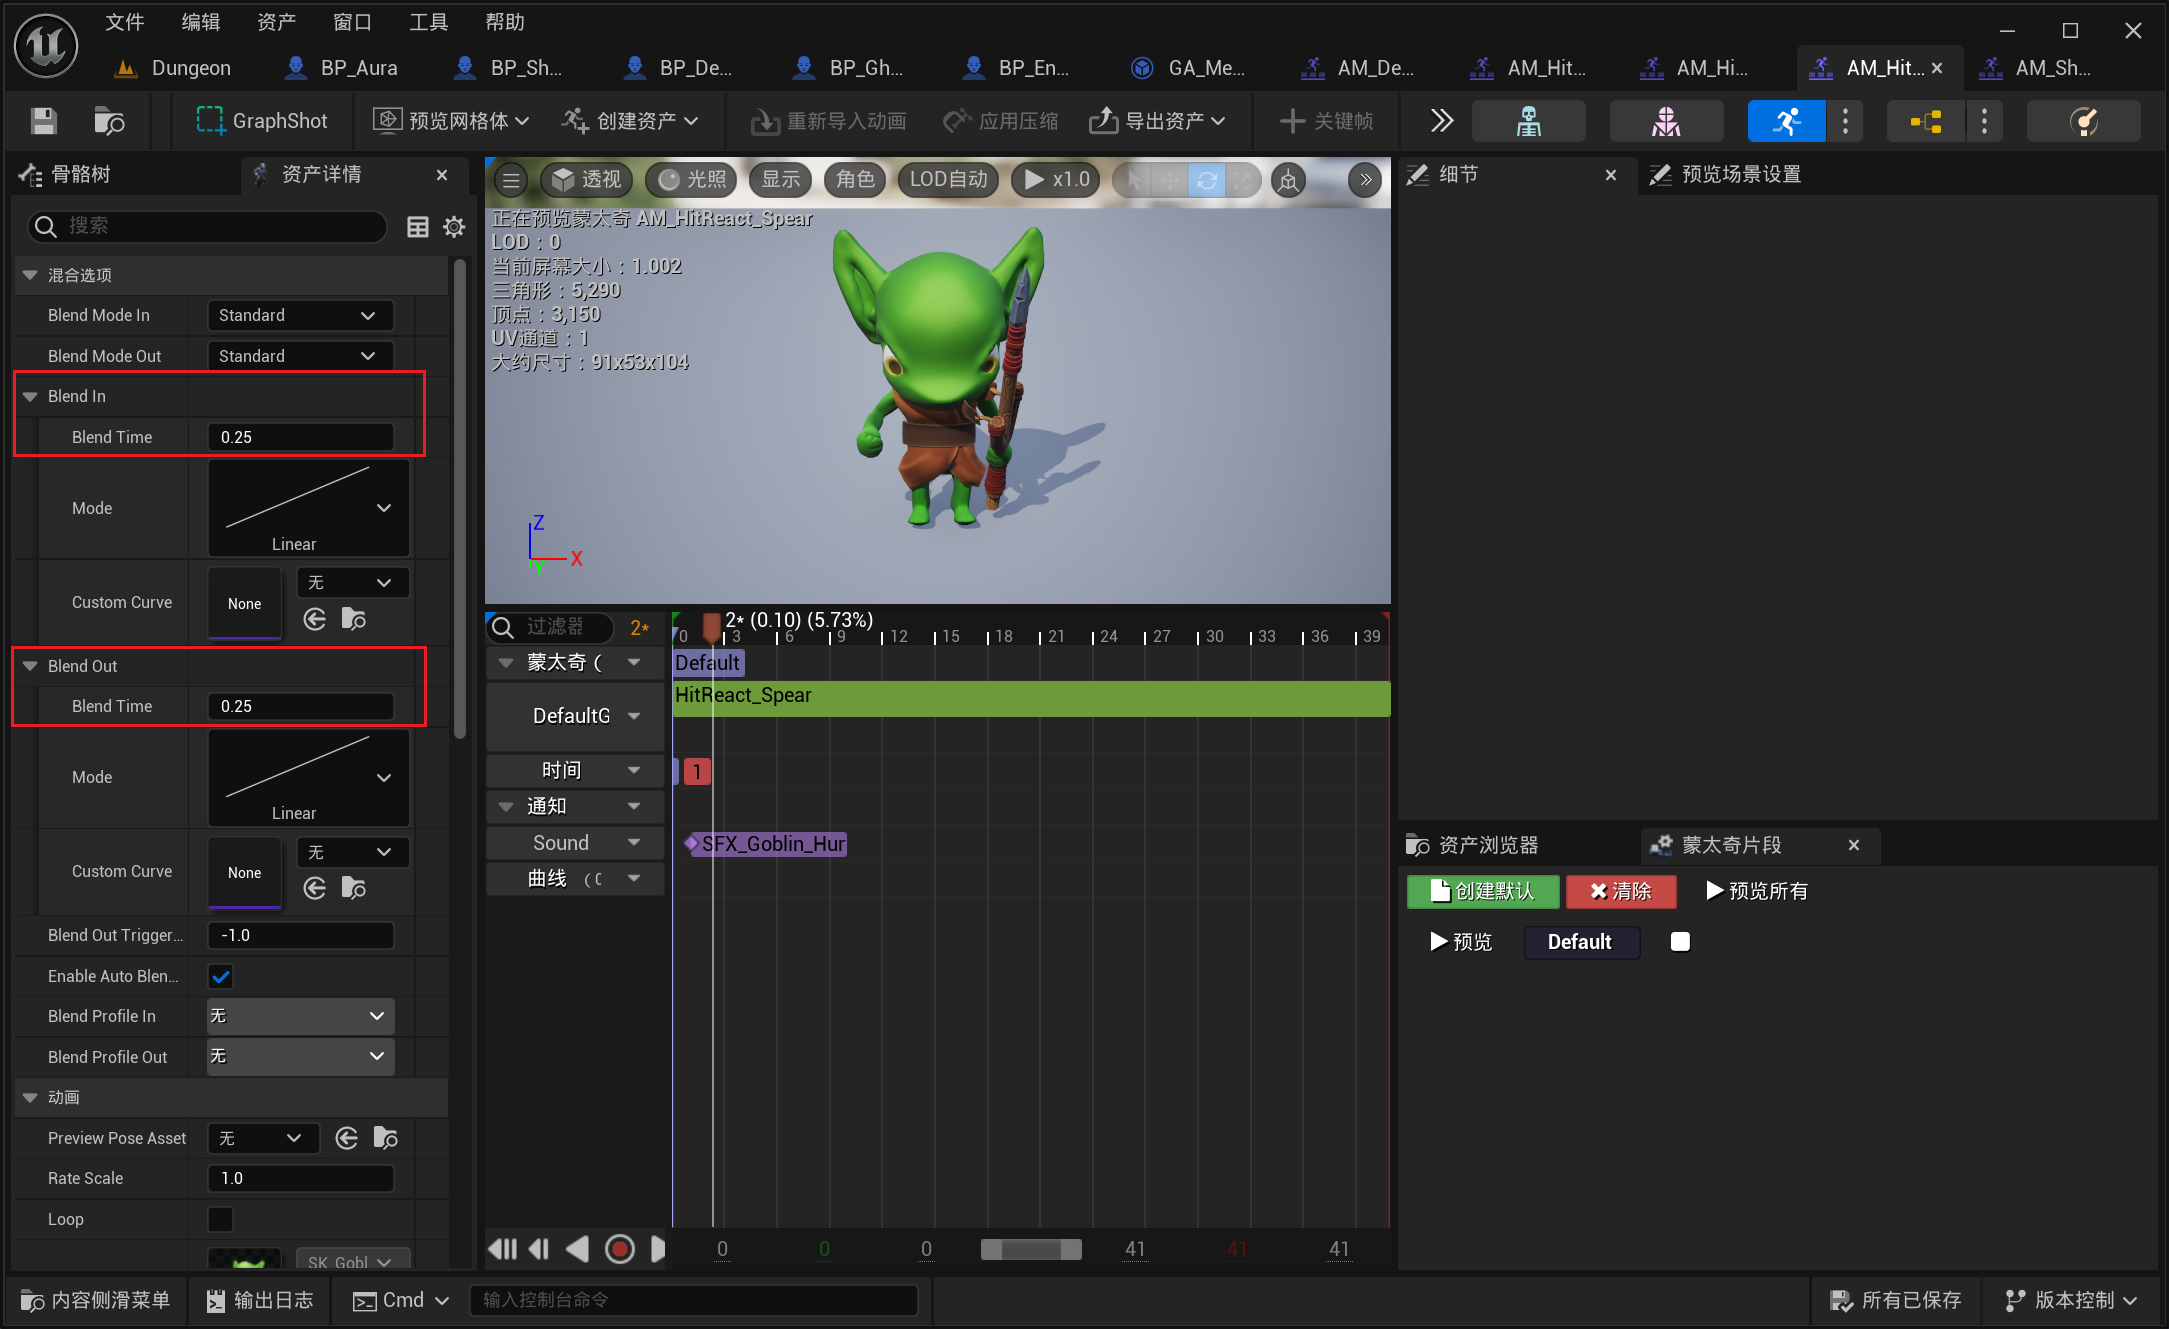 文件 编辑 资产 窗口 工具 帮助
Dungeon BP_Aura BP_Sh... BP_De... BP_Gh... BP_En... GA_Me... AM_De... AM_Hit... AM_Hi... AM_Hit... AM_Sh...
GraphShot 预览网格体 创建资产 重新导入动画 应用压缩 导出资产 关键帧
骨骼树 资产详情
搜索
混合选项
Blend Mode In Standard
Blend Mode Out Standard
Blend In
Blend Time 0.25
Mode
Linear
Custom Curve None 无
Blend Out
Blend Time 0.25
Mode
Linear
Custom Curve None 无
Blend Out Trigger... -1.0
Enable Auto Blen...
Blend Profile In 无
Blend Profile Out 无
动画
Preview Pose Asset 无
Rate Scale 1.0
Loop
SK_Gobl
透视 光照 显示 角色 LOD自动 x1.0
正在预览蒙太奇 AM_HitReact_Spear
LOD：0
当前屏幕大小：1.002
三角形：5,290
顶点：3,150
UV通道：1
大约尺寸：91x53x104
Z
X
Y
过滤器 2* 2* (0.10) (5.73%)
0 3 6 9 12 15 18 21 24 27 30 33 36 39
蒙太奇 ( Default
HitReact_Spear
DefaultG
时间 1
通知
Sound SFX_Goblin_Hur
曲线 (0
0 0 0 41 41 41
细节 预览场景设置
资产浏览器 蒙太奇片段
创建默认 清除 预览所有
预览 Default
内容侧滑菜单 输出日志 Cmd 输入控制台命令 所有已保存 版本控制